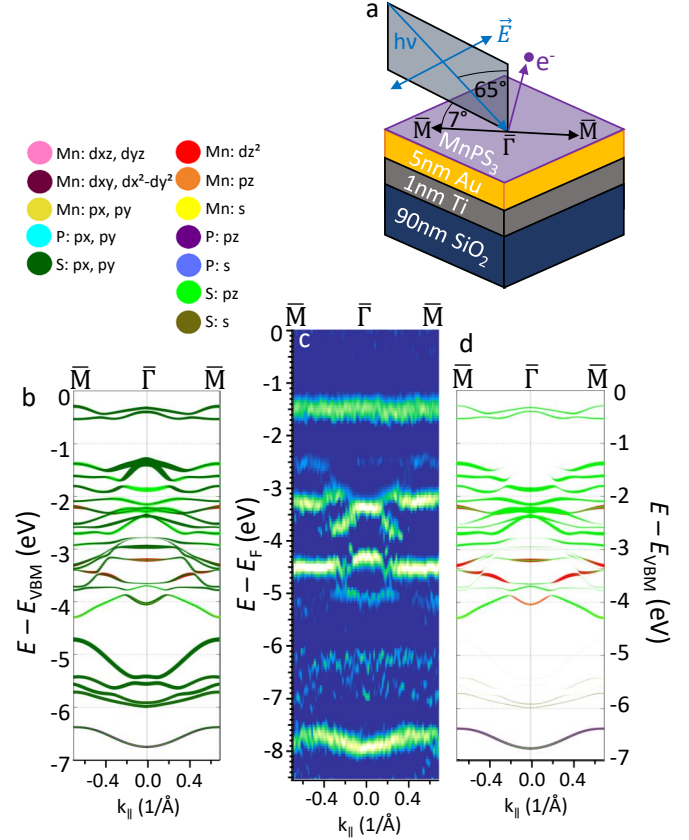 a
hν
E⃗
e⁻
65°
7°
M̅
Γ̅
M̅
MnPS₃
5nm Au
1nm Ti
90nm SiO₂
Mn: dxz, dyz
Mn: dxy, dx²-dy²
Mn: px, py
P: px, py
S: px, py
Mn: dz²
Mn: pz
Mn: s
P: pz
P: s
S: pz
S: s
M̅ Γ̅ M̅
b
0
-1
-2
-3
-4
-5
-6
-7
E − E_VBM (eV)
-0.4 0.0 0.4
k_∥ (1/Å)
M̅ Γ̅ M̅
c
0
-1
-2
-3
-4
-5
-6
-7
-8
E − E_F (eV)
-0.4 0.0 0.4
k_∥ (1/Å)
d
M̅ Γ̅ M̅
0
-1
-2
-3
-4
-5
-6
-7
E − E_VBM (eV)
-0.4 0.0 0.4
k_∥ (1/Å)